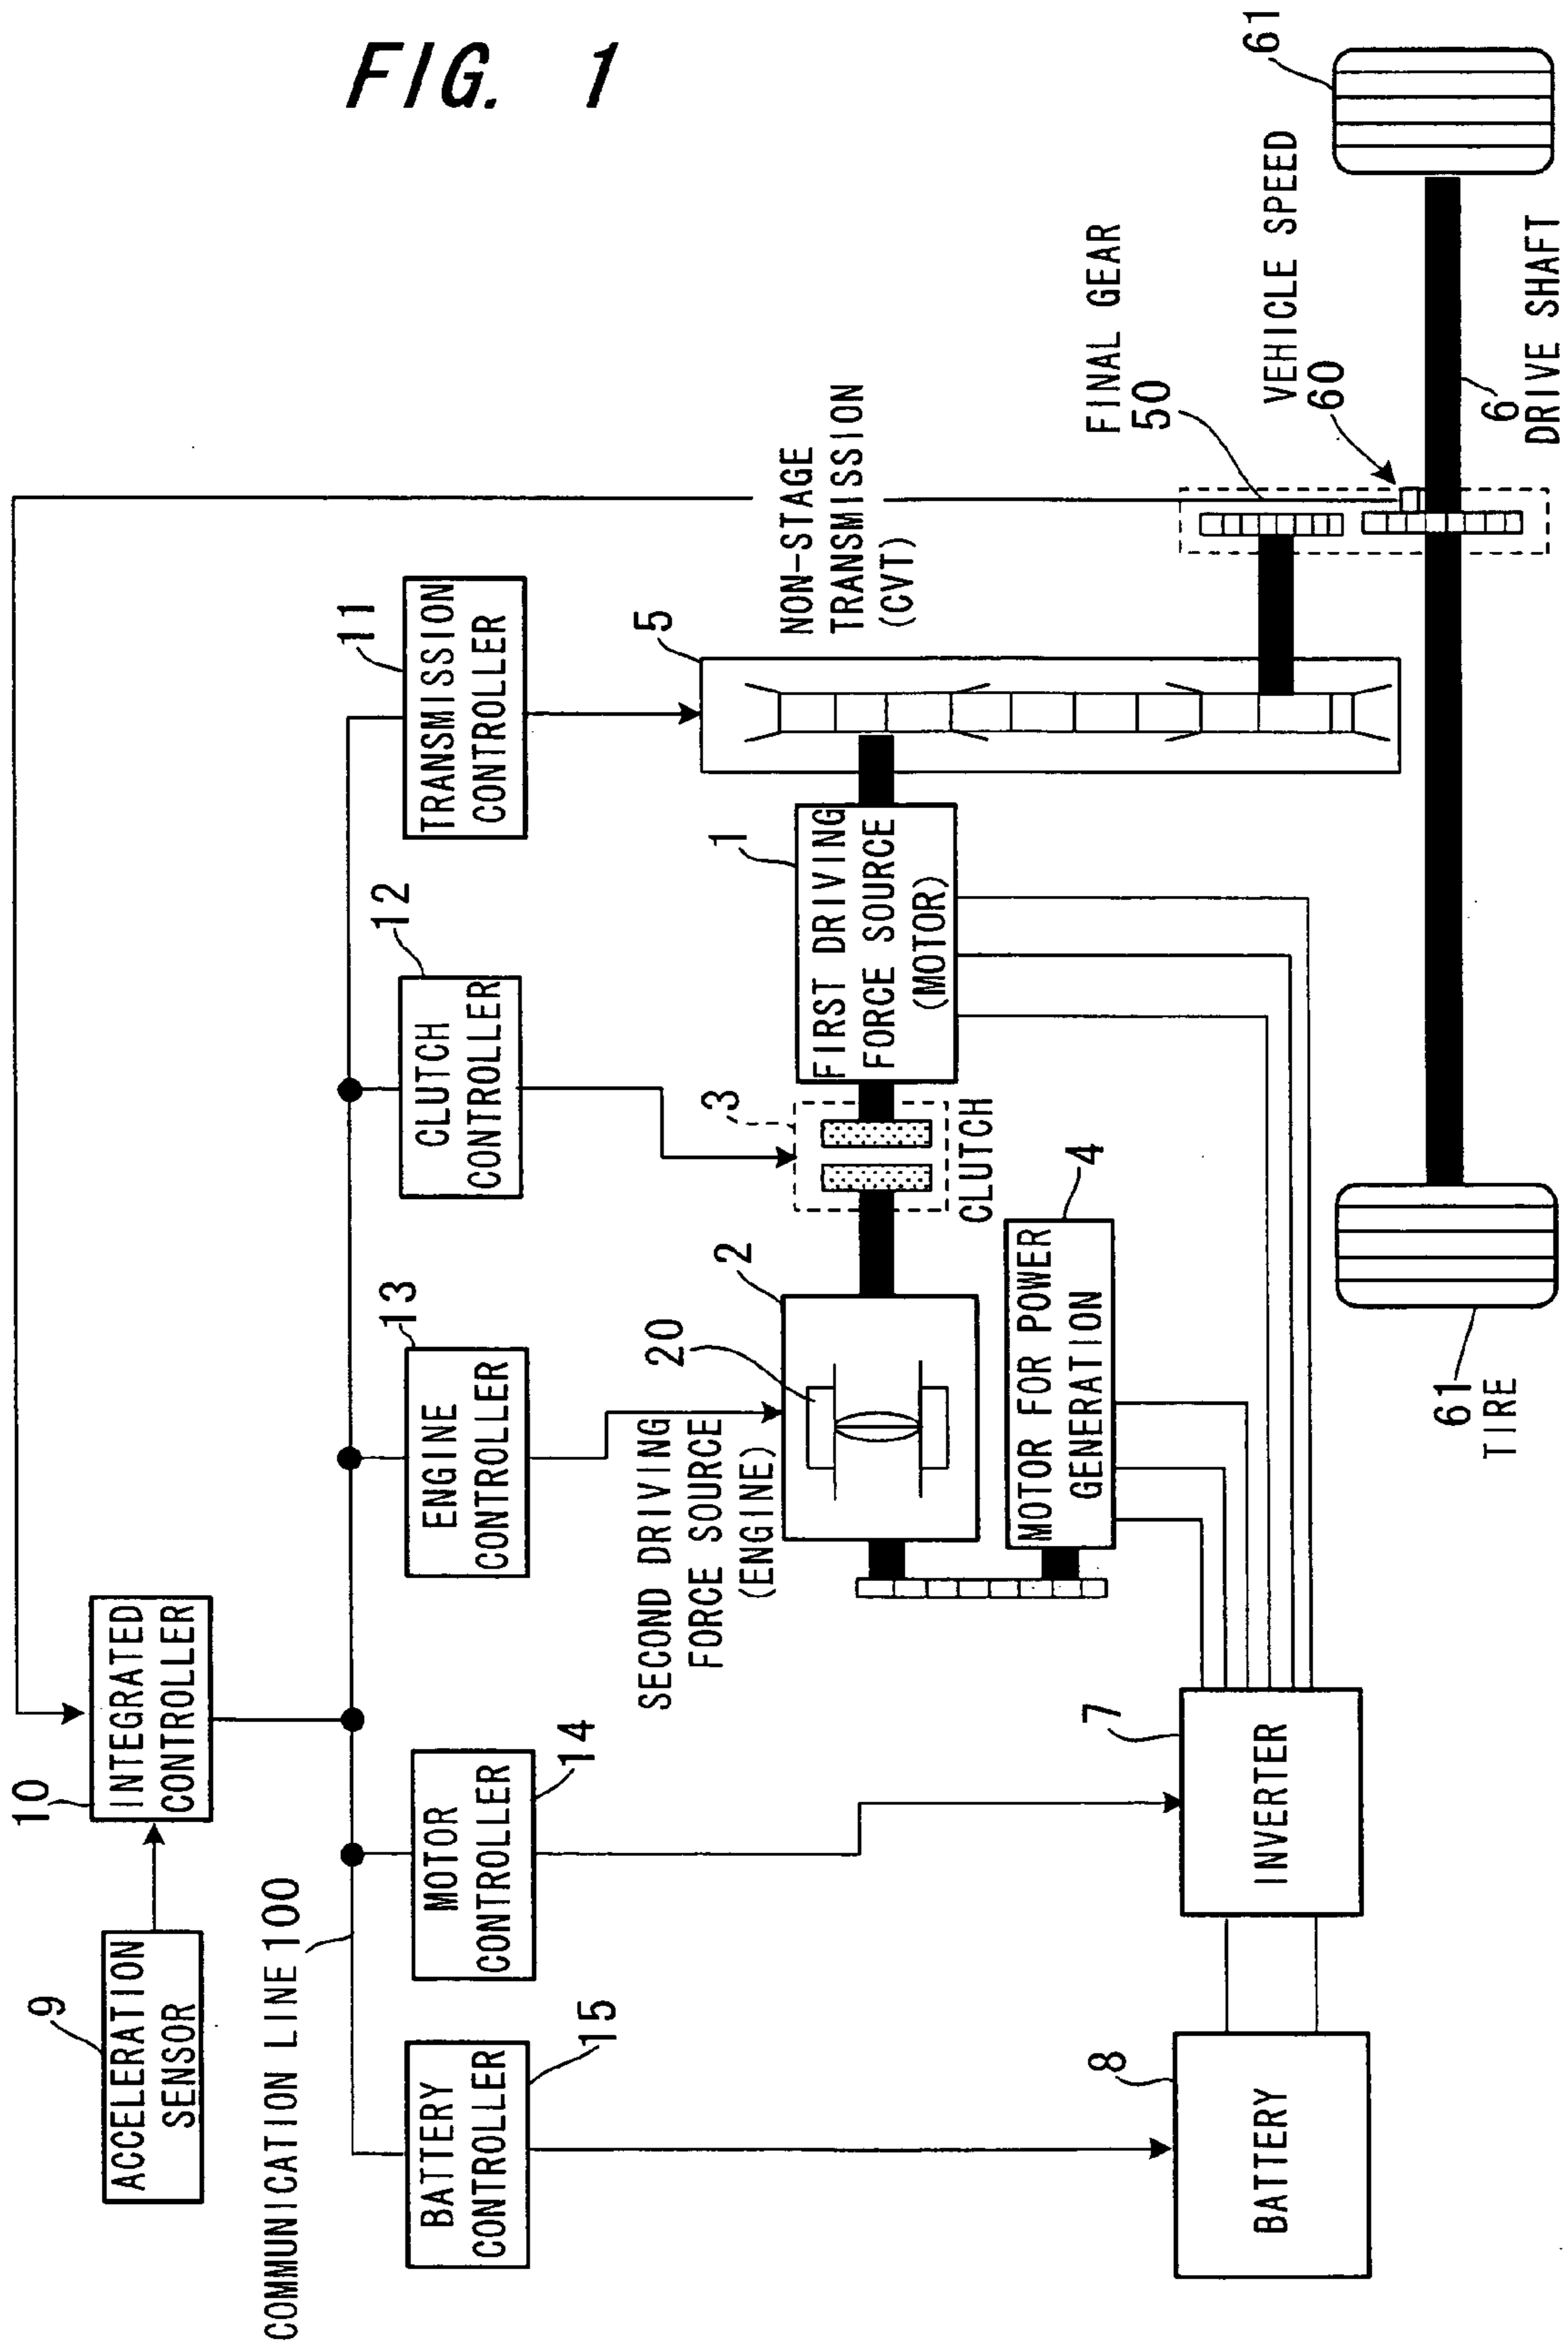 FIG. 1
9
ACCELERATION
SENSOR
10
INTEGRATED
CONTROLLER
COMMUNICATION LINE 100
BATTERY
CONTROLLER
15
MOTOR
CONTROLLER
14
ENGINE
CONTROLLER
13
CLUTCH
CONTROLLER
12
TRANSMISSION
CONTROLLER
11
SECOND DRIVING
FORCE SOURCE
(ENGINE)
20
2
3
CLUTCH
1
FIRST DRIVING
FORCE SOURCE
(MOTOR)
5
NON-STAGE
TRANSMISSION
(CVT)
MOTOR FOR POWER
GENERATION
4
FINAL GEAR
50
VEHICLE SPEED
60
8
BATTERY
7
INVERTER
61
TIRE
6
DRIVE SHAFT
61